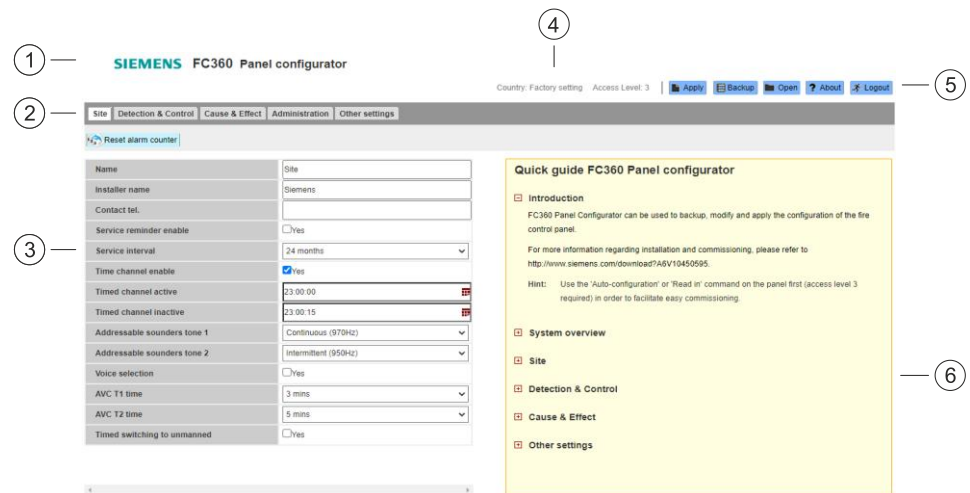 4
1
SIEMENS FC360 Panel configurator
Country: Factory setting Access Level: 3 Apply Backup Open ? About Logout
5
2
Site Detection & Control Cause & Effect Administration Other settings
Reset alarm counter
Name Site
Installer name Siemens
Contact tel.
Service reminder enable Yes
3
Service interval 24 months
Time channel enable Yes
Timed channel active 23:00:00
Timed channel inactive 23:00:15
Addressable sounders tone 1 Continuous (970Hz)
Addressable sounders tone 2 Intermittent (950Hz)
Voice selection Yes
AVC T1 time 3 mins
AVC T2 time 5 mins
Timed switching to unmanned Yes
Quick guide FC360 Panel configurator
Introduction
FC360 Panel Configurator can be used to backup, modify and apply the configuration of the fire
control panel.
For more information regarding installation and commissioning, please refer to
http://www.siemens.com/download?A6V10450595.
Hint: Use the 'Auto-configuration' or 'Read in' command on the panel first (access level 3
required) in order to facilitate easy commissioning.
System overview
Site
Detection & Control
6
Cause & Effect
Other settings